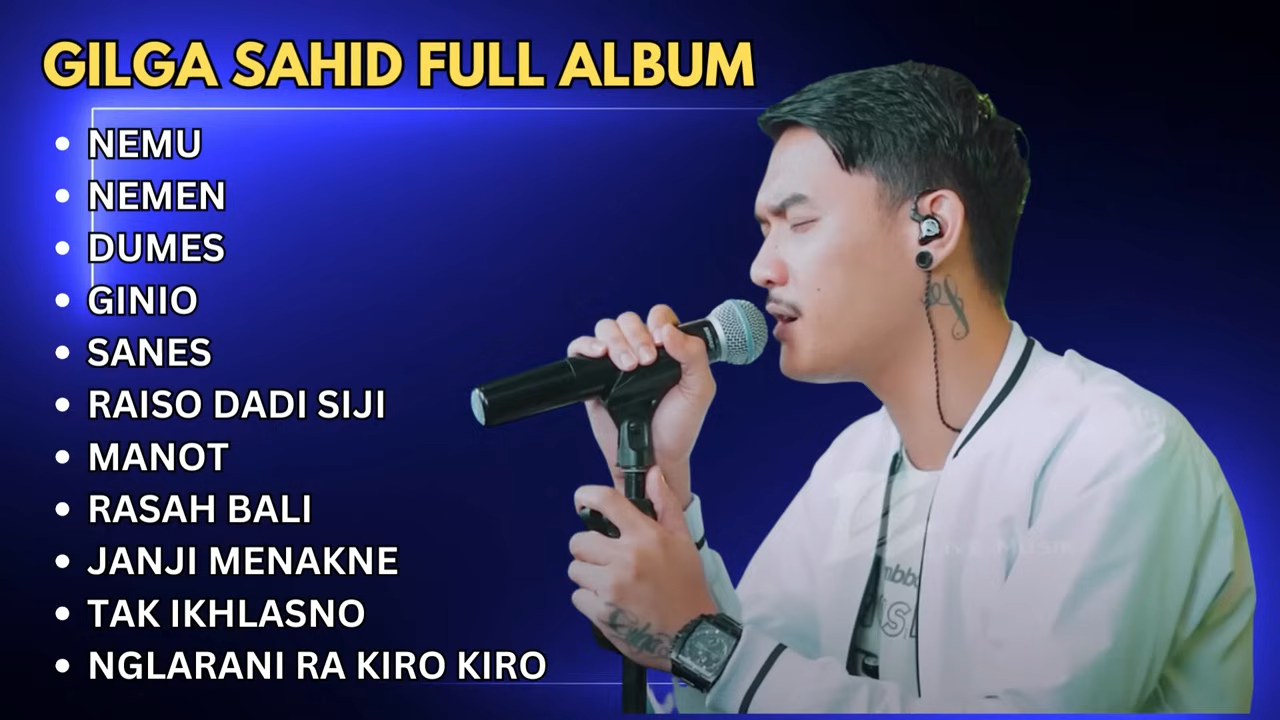 GILGA SAHID FULL ALBUM
• NEMU
• NEMEN
• DUMES
• GINIO
• SANES
• RAISO DADI SIJI
• MANOT
• RASAH BALI
• JANJI MENAKNE
• TAK IKHLASNO
• NGLARANI RA KIRO KIRO